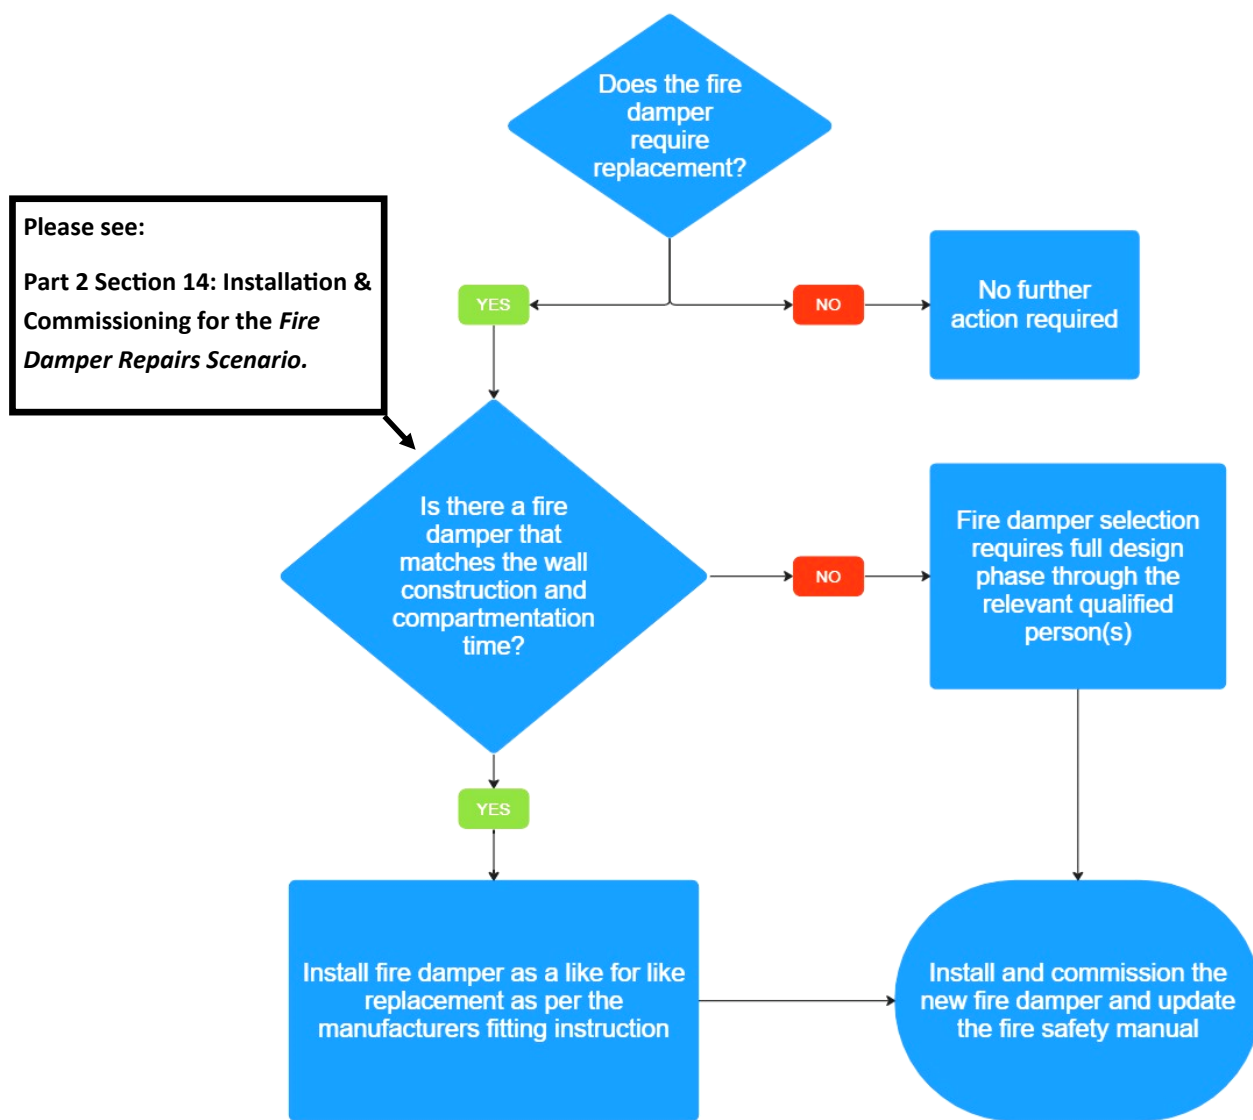 Does the fire
damper
require
replacement?
Please see:
Part 2 Section 14: Installation &
Commissioning for the Fire
Damper Repairs Scenario.
YES
NO
No further
action required
Is there a fire
damper that
matches the wall
construction and
compartmentation
time?
NO
Fire damper selection
requires full design
phase through the
relevant qualified
person(s)
YES
Install fire damper as a like for like
replacement as per the
manufacturers fitting instruction
Install and commission the
new fire damper and update
the fire safety manual